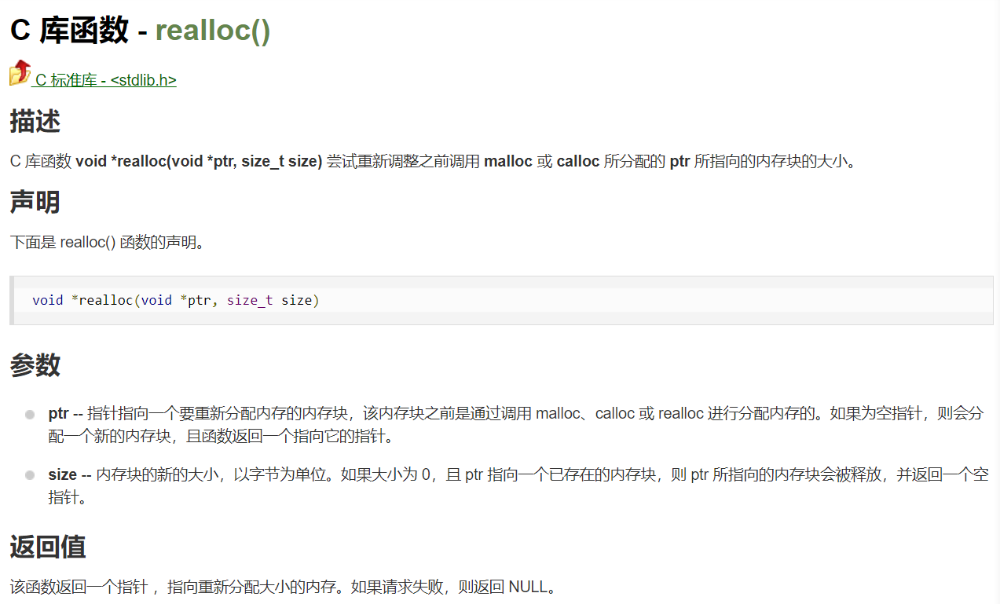 C 库函数 - realloc()
C 标准库 - <stdlib.h>
描述
C 库函数 void *realloc(void *ptr, size_t size) 尝试重新调整之前调用 malloc 或 calloc 所分配的 ptr 所指向的内存块的大小。
声明
下面是 realloc() 函数的声明。
void *realloc(void *ptr, size_t size)
参数
ptr -- 指针指向一个要重新分配内存的内存块，该内存块之前是通过调用 malloc、calloc 或 realloc 进行分配内存的。如果为空指针，则会分
配一个新的内存块，且函数返回一个指向它的指针。
size -- 内存块的新的大小，以字节为单位。如果大小为 0，且 ptr 指向一个已存在的内存块，则 ptr 所指向的内存块会被释放，并返回一个空
指针。
返回值
该函数返回一个指针 ，指向重新分配大小的内存。如果请求失败，则返回 NULL。